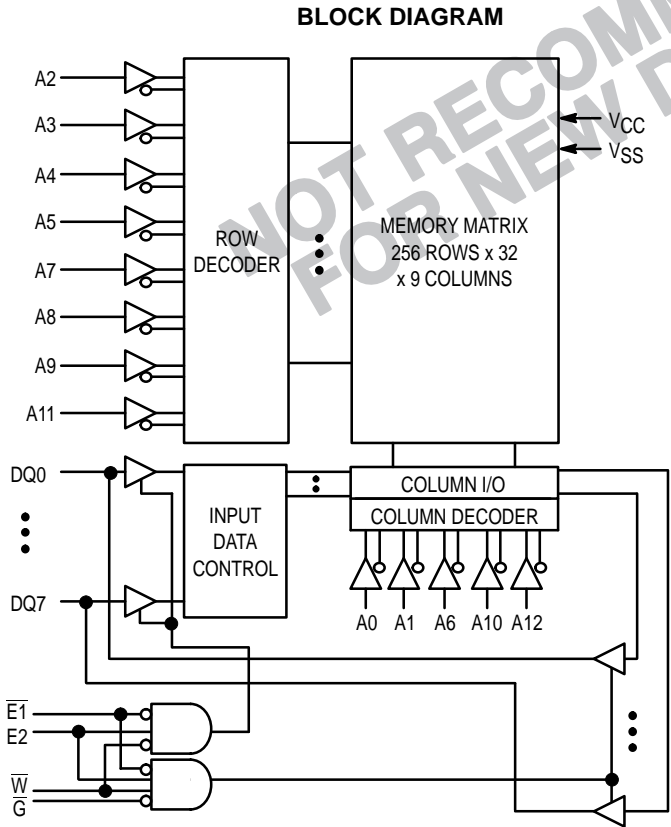 BLOCK DIAGRAM
NOT RECOM
FOR NEW D
A2
A3
A4
A5
A7
A8
A9
A11
ROW
DECODER
MEMORY MATRIX
256 ROWS x 32
x 9 COLUMNS
VCC
VSS
DQ0
DQ7
INPUT
DATA
CONTROL
COLUMN I/O
COLUMN DECODER
A0 A1 A6 A10 A12
E1
E2
W
G